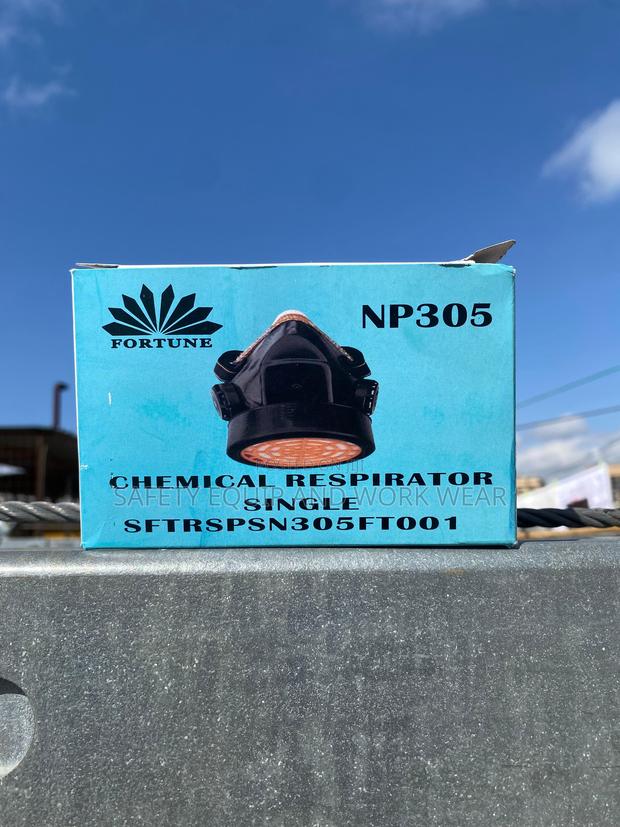 NP305
FORTUNE
CHEMICAL RESPIRATOR
SAFETY EQUIP AND WORK WEAR
SINGLE
SFTRSPSN305FT001